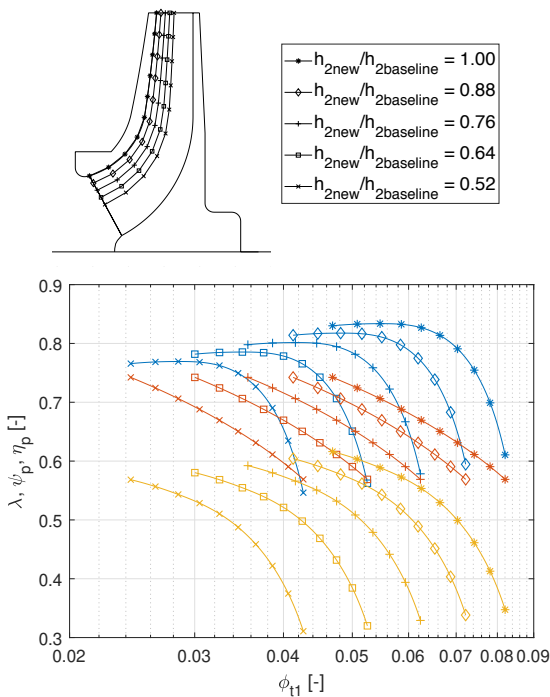 h2new/h2baseline = 1.00
h2new/h2baseline = 0.88
h2new/h2baseline = 0.76
h2new/h2baseline = 0.64
h2new/h2baseline = 0.52
0.9
0.8
0.7
0.6
0.5
0.4
0.3
λ, ψp, ηp [-]
0.02 0.03 0.04 0.05 0.06 0.07 0.08 0.09
ϕt1 [-]